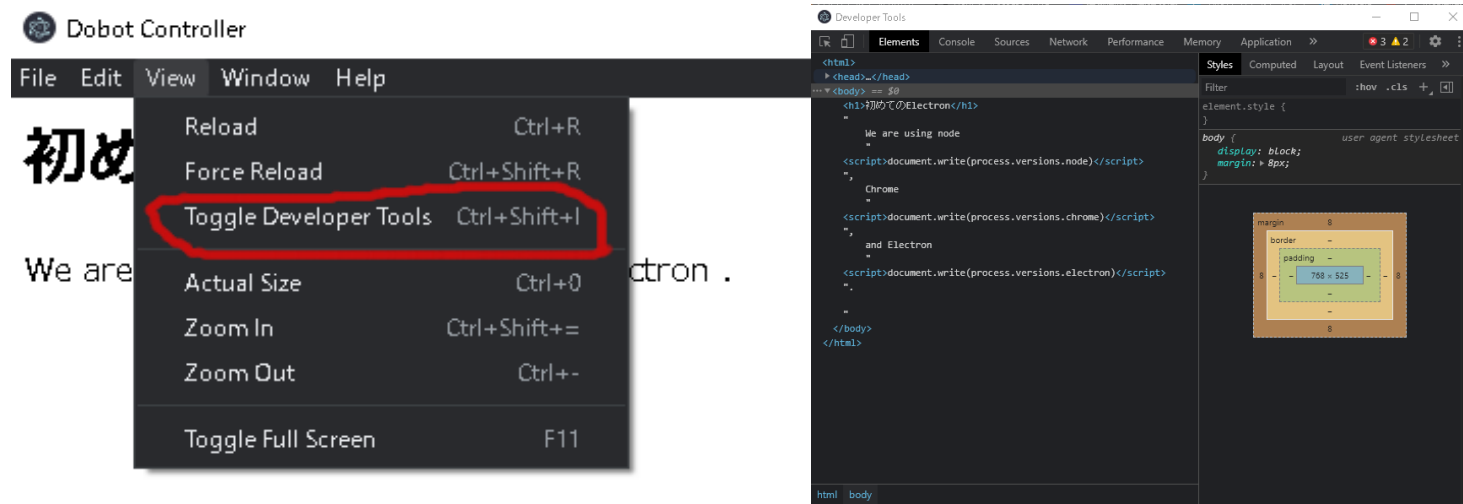 Dobot Controller
File Edit View Window Help
初め
Reload Ctrl+R
Force Reload Ctrl+Shift+R
Toggle Developer Tools Ctrl+Shift+I
We are
ctron .
Actual Size Ctrl+0
Zoom In Ctrl+Shift+=
Zoom Out Ctrl+-
Toggle Full Screen F11
Developer Tools
Elements Console Sources Network Performance Memory Application » 3 2
<html>
<head>…</head>
<body> == $0
<h1>初めてのElectron</h1>
"
We are using node
"
<script>document.write(process.versions.node)</script>
",
Chrome
"
<script>document.write(process.versions.chrome)</script>
",
and Electron
"
<script>document.write(process.versions.electron)</script>
".
"
</body>
</html>
html body
Styles Computed Layout Event Listeners »
Filter :hov .cls +
element.style {
}
body { user agent stylesheet
display: block;
margin: 8px;
}
margin 8
border –
padding –
8 – – 768 × 525 – – 8
–
–
8